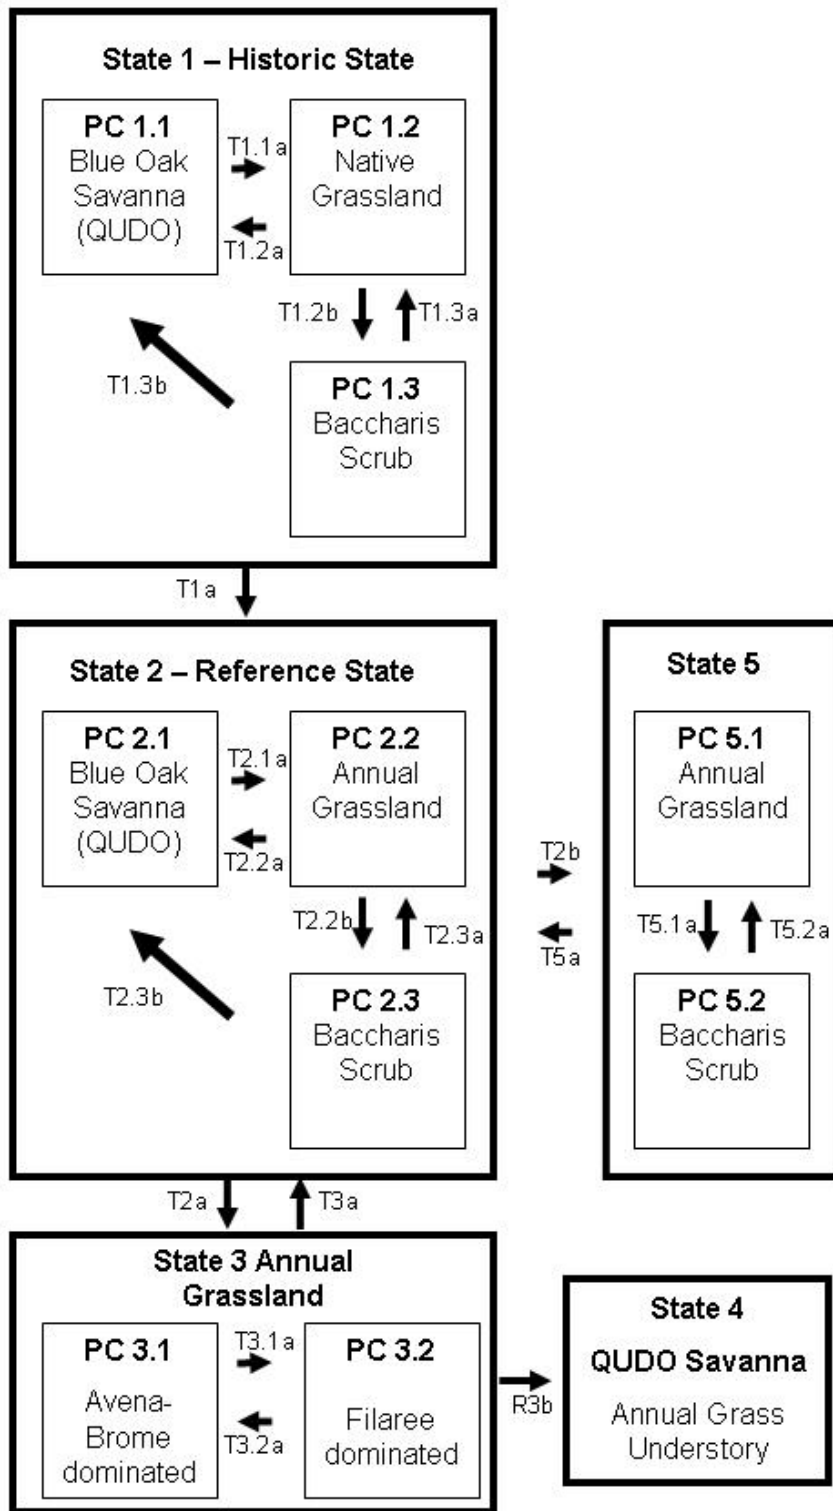 State 1 – Historic State
PC 1.1
Blue Oak
Savanna
(QUDO)
T1.1a
T1.2a
PC 1.2
Native
Grassland
T1.2b
T1.3a
T1.3b
PC 1.3
Baccharis
Scrub
T1a
State 2 – Reference State
PC 2.1
Blue Oak
Savanna
(QUDO)
T2.1a
T2.2a
PC 2.2
Annual
Grassland
T2.2b
T2.3a
T2.3b
PC 2.3
Baccharis
Scrub
T2b
T5a
State 5
PC 5.1
Annual
Grassland
T5.1a
T5.2a
PC 5.2
Baccharis
Scrub
T2a
T3a
State 3 Annual
Grassland
PC 3.1
Avena-
Brome
dominated
T3.1a
T3.2a
PC 3.2
Filaree
dominated
R3b
State 4
QUDO Savanna
Annual Grass
Understory